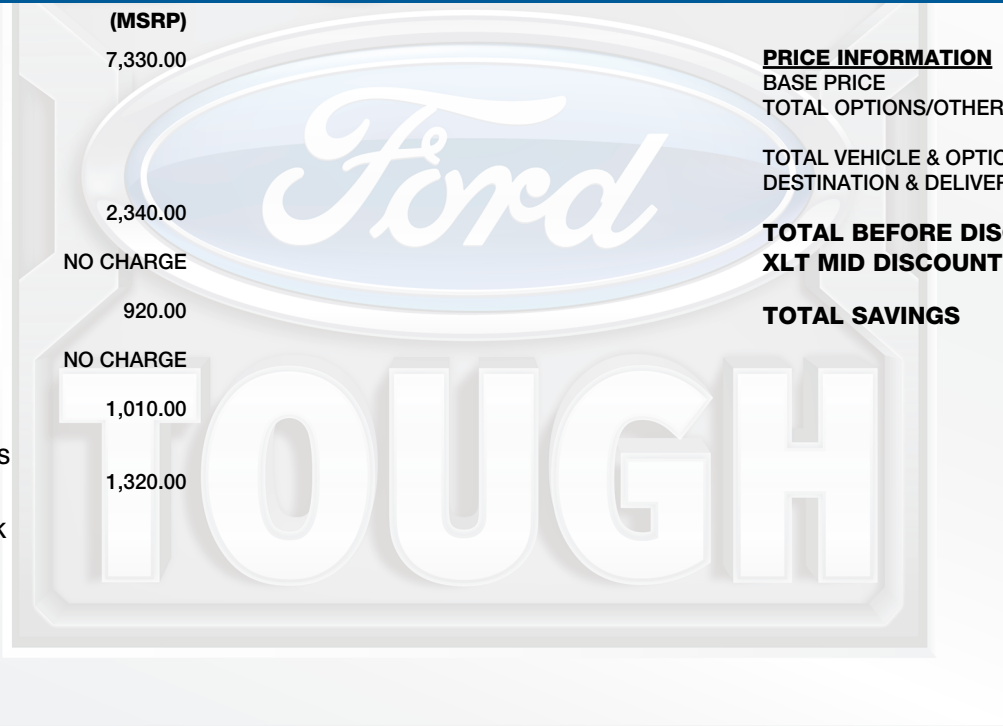 (MSRP)
7,330.00
2,340.00
NO CHARGE
920.00
NO CHARGE
1,010.00
S
1,320.00
K
PRICE INFORMATION
BASE PRICE
TOTAL OPTIONS/OTHER
TOTAL VEHICLE & OPTIO
DESTINATION & DELIVER
TOTAL BEFORE DIS
XLT MID DISCOUNT
TOTAL SAVINGS
Ford
TOUGH